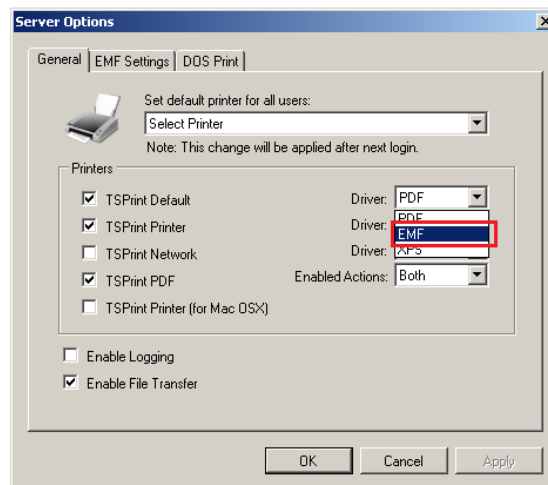 Server Options
General EMF Settings DOS Print
Set default printer for all users:
Select Printer
Note: This change will be applied after next login.
Printers
TSPrint Default Driver: PDF
PDF
TSPrint Printer Driver: EMF
TSPrint Network Driver: XPS
TSPrint PDF Enabled Actions: Both
TSPrint Printer (for Mac OSX)
Enable Logging
Enable File Transfer
OK Cancel Apply